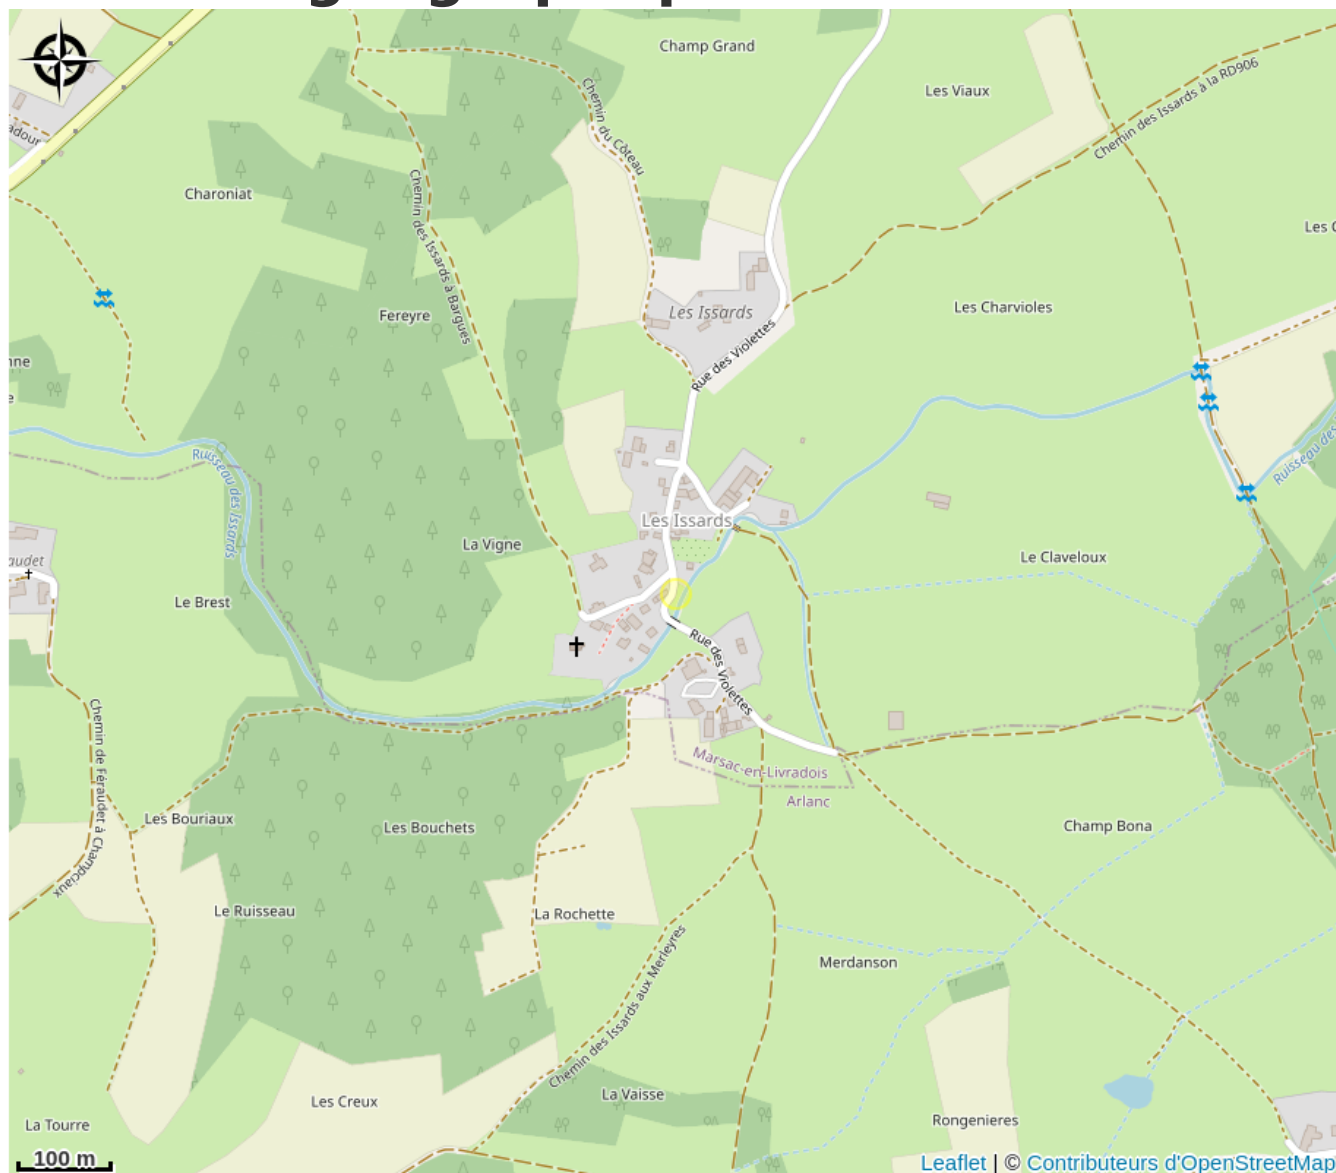 Champ Grand
Les Viaux
Chemin des Issards à la RD906
Chemin du Côteau
Charoniat
Chemin des Issards à Bargues
Les Issards
Les Charvioles
Fereyre
Rue des Violettes
Ruisseau des Issards
Les Issards
Ruisseau des
La Vigne
Le Claveloux
Le Brest
Rue des Violettes
Chemin de Féraudet à Champciaux
Marsac-en-Livradois
Arlanc
Les Bouriaux
Les Bouchets
Champ Bona
Le Ruisseau
La Rochette
Merdanson
Chemin des Issards aux Merleyres
La Vaisse
Les Creux
Rongenieres
La Tourre
100 m
Leaflet | © Contributeurs d'OpenStreetMap